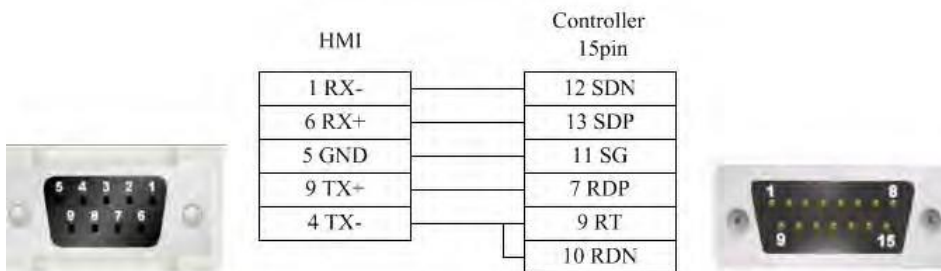 HMI
Controller
15pin
1 RX-
12 SDN
6 RX+
13 SDP
5 GND
11 SG
9 TX+
7 RDP
4 TX-
9 RT
10 RDN
5 4 3 2 1
9 8 7 6
1 8
9 15